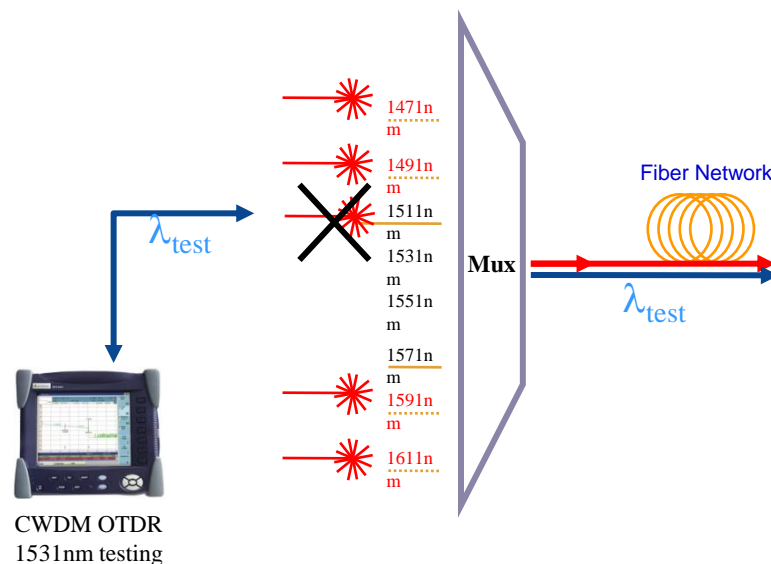 1471n
m
1491n
m
1511n
m
1531n
m
1551n
m
1571n
m
1591n
m
1611n
m
λtest
Mux
Fiber Network
λtest
CWDM OTDR
1531nm testing